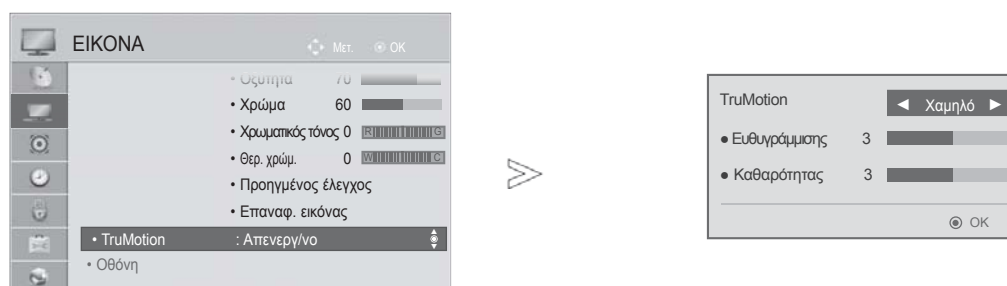 ΕΙΚΟΝΑ Μετ. OK
• Οξύτητα 70
• Χρώμα 60
• Χρωματικός τόνος 0 R G
• Θερ. χρώμ. 0 W C
• Προηγμένος έλεγχος
• Επαναφ. εικόνας
• TruMotion : Απενεργ/νο
• Οθόνη
TruMotion ◀ Χαμηλό ▶
● Ευθυγράμμισης 3
● Καθαρότητας 3
OK